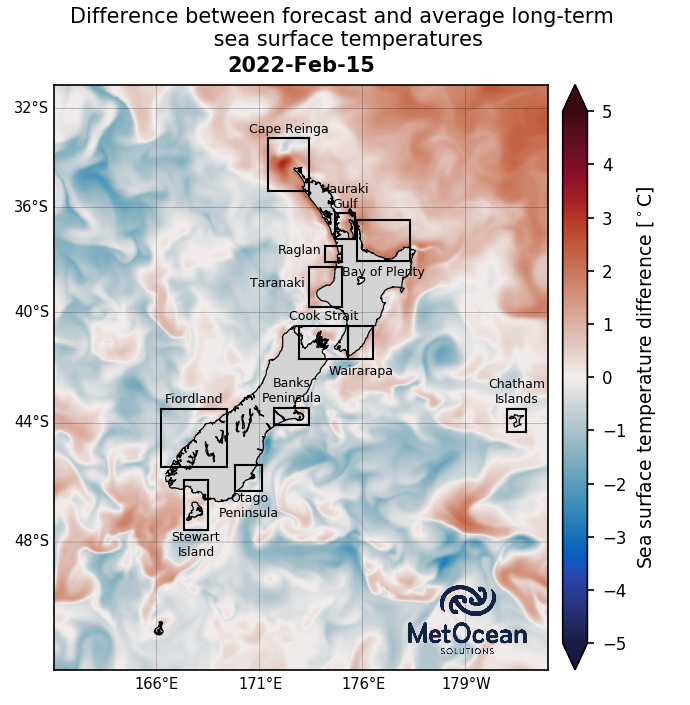 Difference between forecast and average long-term
sea surface temperatures
2022-Feb-15
32°S
36°S
40°S
44°S
48°S
Cape Reinga
Hauraki
Gulf
Raglan
Bay of Plenty
Taranaki
Cook Strait
Wairarapa
Banks
Peninsula
Fiordland
Chatham
Islands
Otago
Peninsula
Stewart
Island
MetOcean
SOLUTIONS
166°E
171°E
176°E
179°W
5
4
3
2
1
0
−1
−2
−3
−4
−5
Sea surface temperature difference [°C]